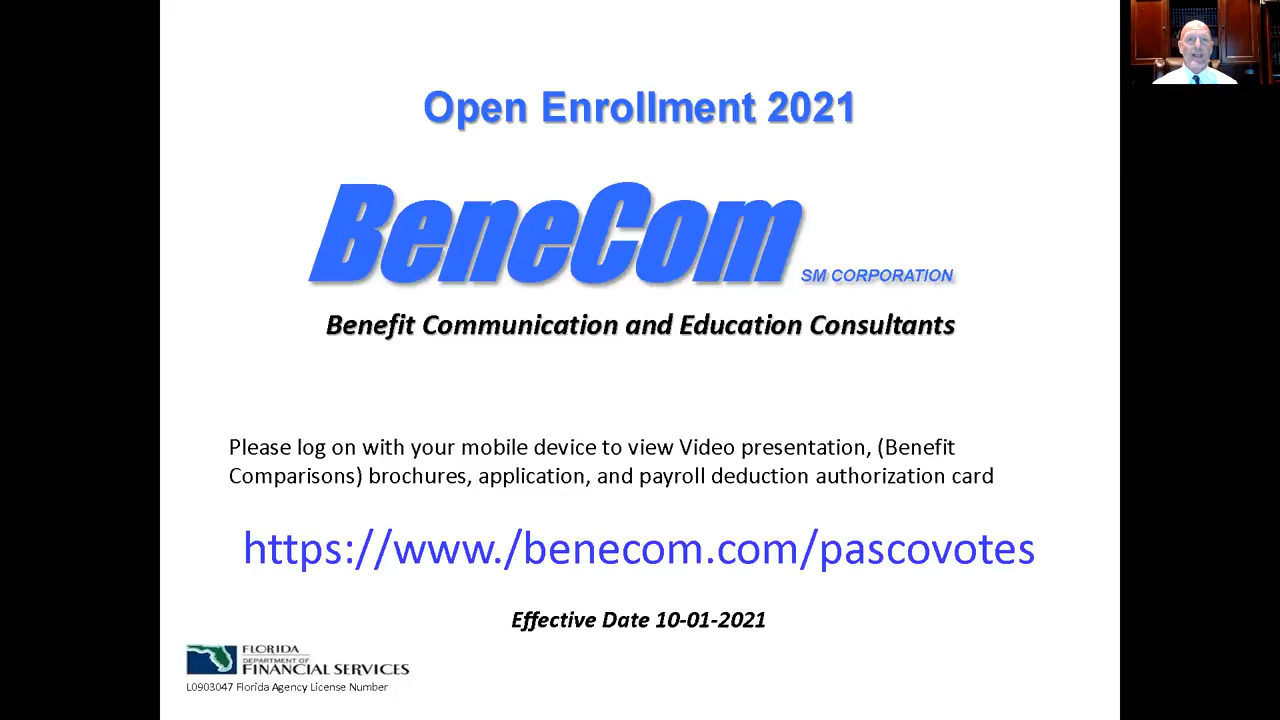 Open Enrollment 2021
BeneCom SM CORPORATION
Benefit Communication and Education Consultants
Please log on with your mobile device to view Video presentation, (Benefit
Comparisons) brochures, application, and payroll deduction authorization card
https://www./benecom.com/pascovotes
Effective Date 10-01-2021
FLORIDA
DEPARTMENT OF
FINANCIAL SERVICES
L0903047 Florida Agency License Number